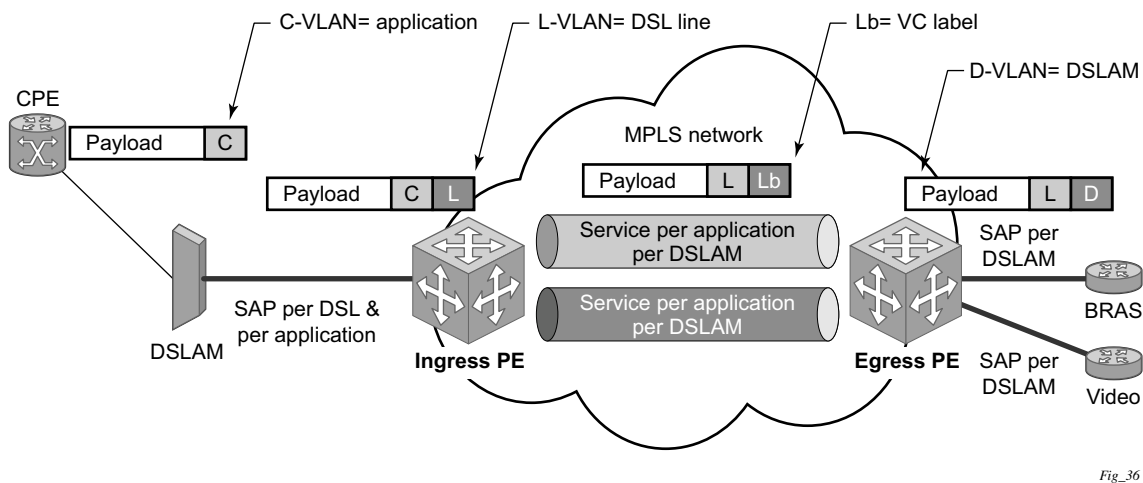 C-VLAN= application
L-VLAN= DSL line
Lb= VC label
D-VLAN= DSLAM
CPE
Payload C
MPLS network
Payload C L
Payload L Lb
Payload L D
Service per application
per DSLAM
SAP per
DSLAM
SAP per DSL &
per application
Service per application
per DSLAM
BRAS
DSLAM
Ingress PE
Egress PE
SAP per
DSLAM
Video
Fig_36